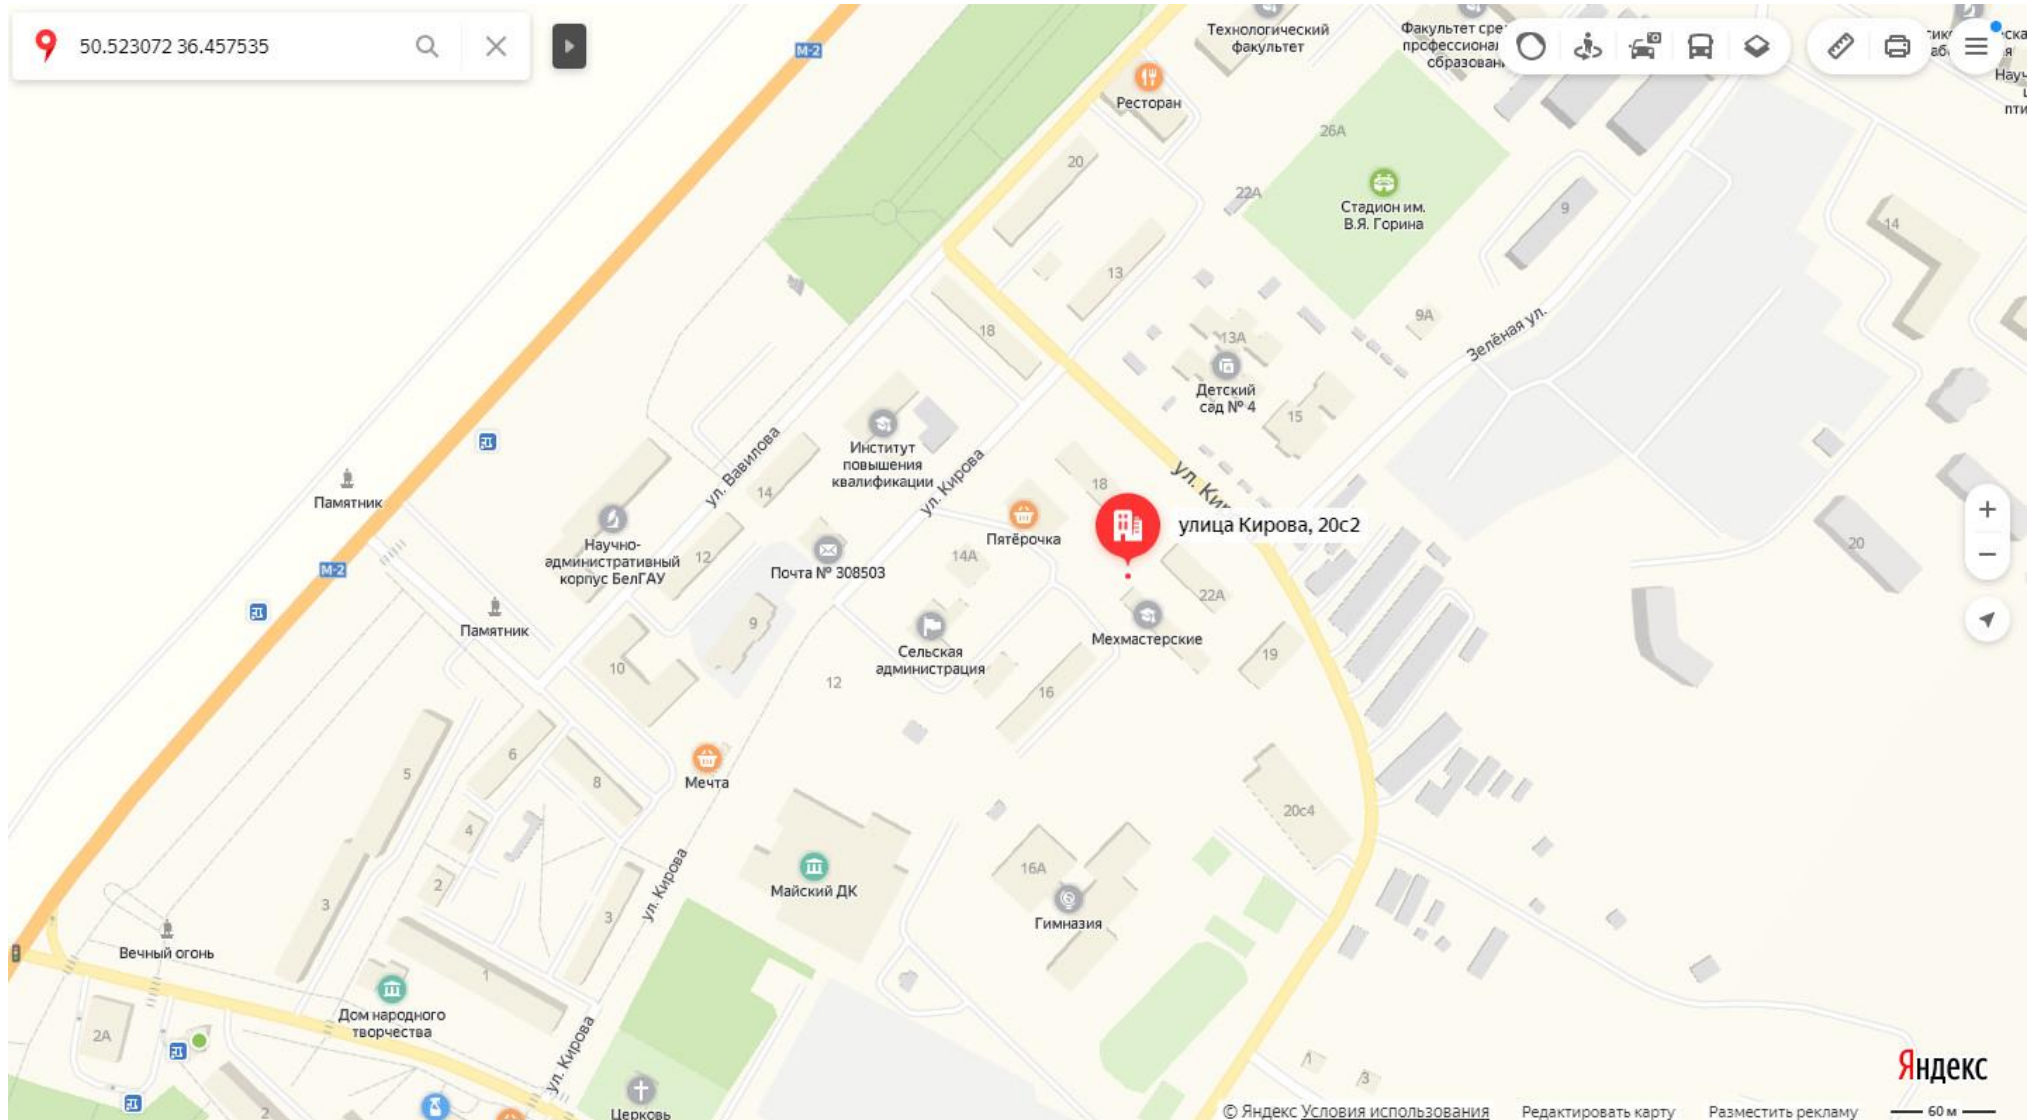 50.523072 36.457535
М-2
Технологический
факультет
Факультет сре
профессионал
образован
Ресторан
26А
20
22А
Стадион им.
В.Я. Горина
9
14
13
18
9А
13А
Зелёная ул.
Детский
сад № 4
15
Институт
повышения
квалификации
ул. Вавилова
14
ул. Кирова
18
ул. Ки
улица Кирова, 20с2
Памятник
Пятёрочка
Научно-
административный
корпус БелГАУ
12
14А
Почта № 308503
М-2
20
22А
Памятник
9
Сельская
администрация
Мехмастерские
19
10
12
16
6
5
8
Мечта
4
20с4
2
16А
Майский ДК
ул. Кирова
3
3
Гимназия
Вечный огонь
1
Дом народного
творчества
2А
ул. Кирова
1
3
2
Церковь
Яндекс
© Яндекс Условия использования
Редактировать карту
Разместить рекламу
60 м